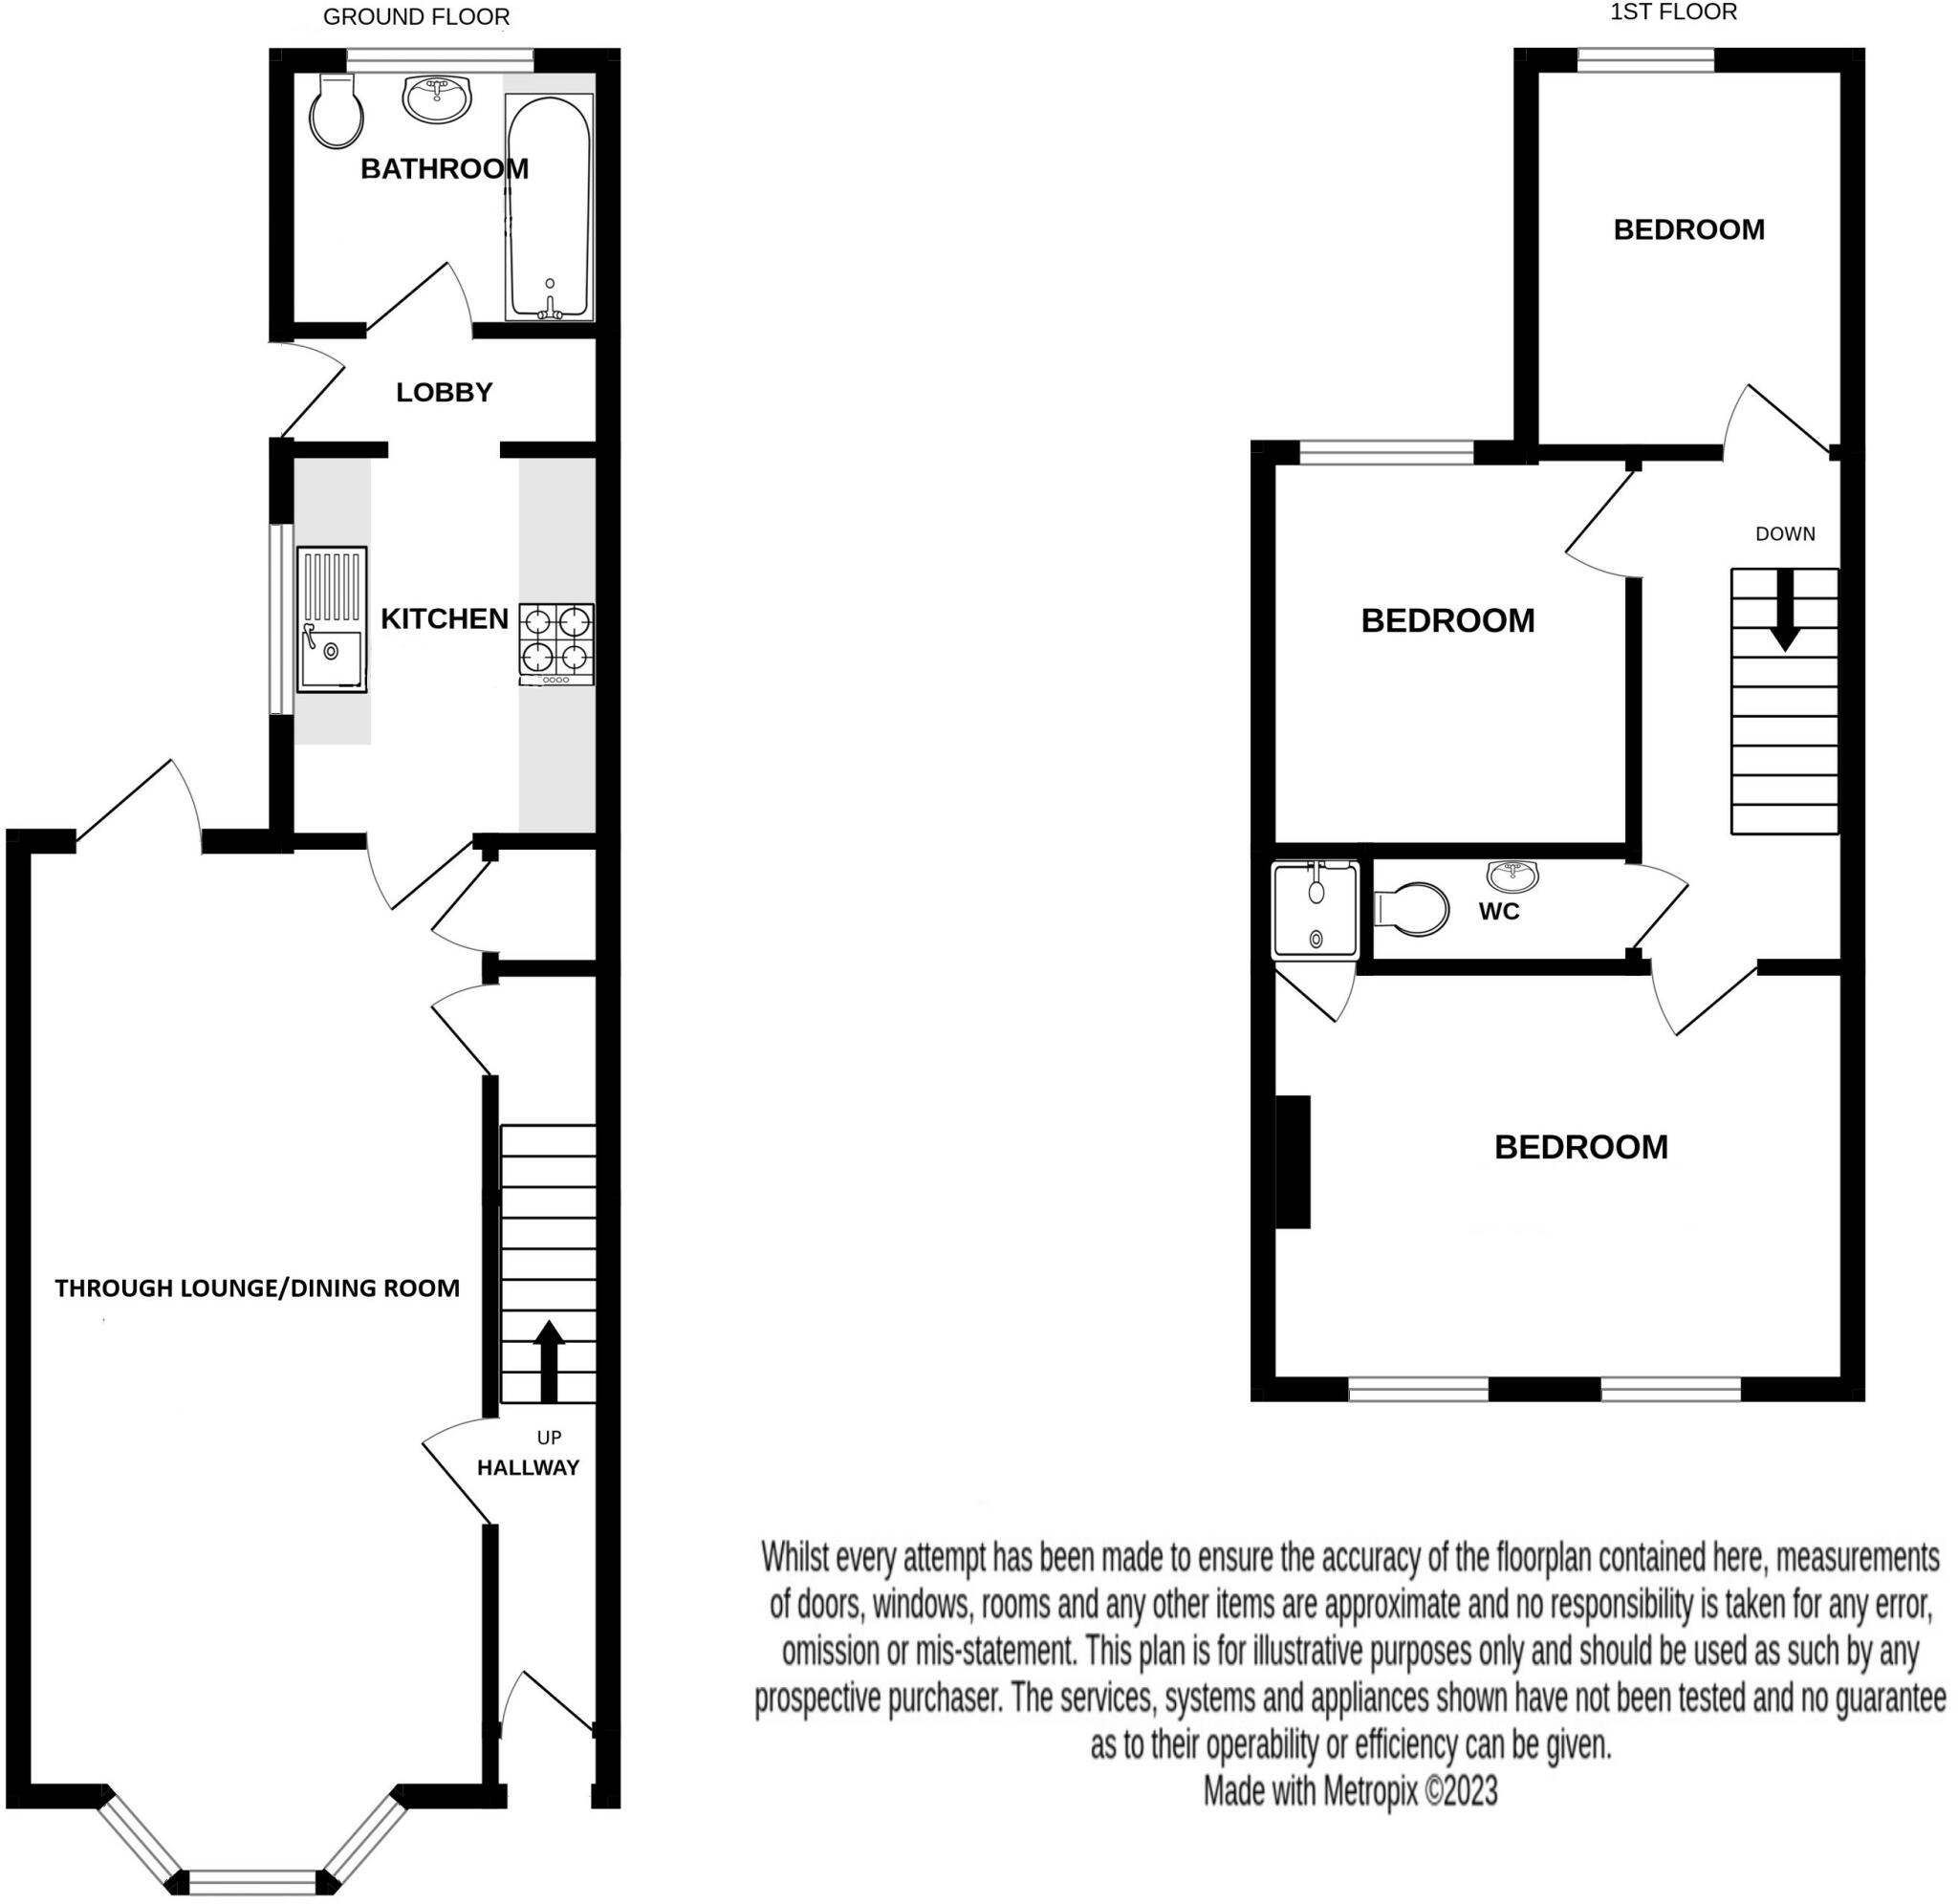 GROUND FLOOR
BATHROOM
LOBBY
KITCHEN
THROUGH LOUNGE/DINING ROOM
UP
HALLWAY
1ST FLOOR
BEDROOM
DOWN
BEDROOM
WC
BEDROOM
Whilst every attempt has been made to ensure the accuracy of the floorplan contained here, measurements
of doors, windows, rooms and any other items are approximate and no responsibility is taken for any error,
omission or mis-statement. This plan is for illustrative purposes only and should be used as such by any
prospective purchaser. The services, systems and appliances shown have not been tested and no guarantee
as to their operability or efficiency can be given.
Made with Metropix ©2023